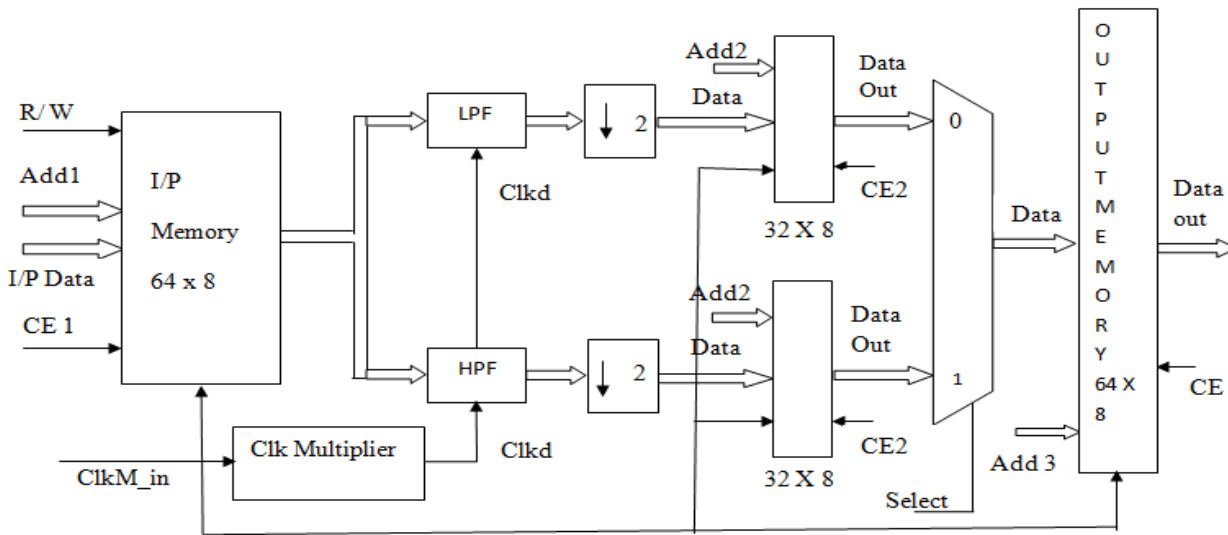 R/ W
Add1
I/P Data
CE 1
I/P
Memory
64 x 8
ClkM_in
Clk Multiplier
LPF
Clkd
HPF
Clkd
2
2
Data
Data
Add2
CE2
32 X 8
Add2
CE2
32 X 8
Data
Out
Data
Out
0
1
Select
Data
Add 3
O
U
T
P
U
T
M
E
M
O
R
Y
64 X
8
CE
Data
out